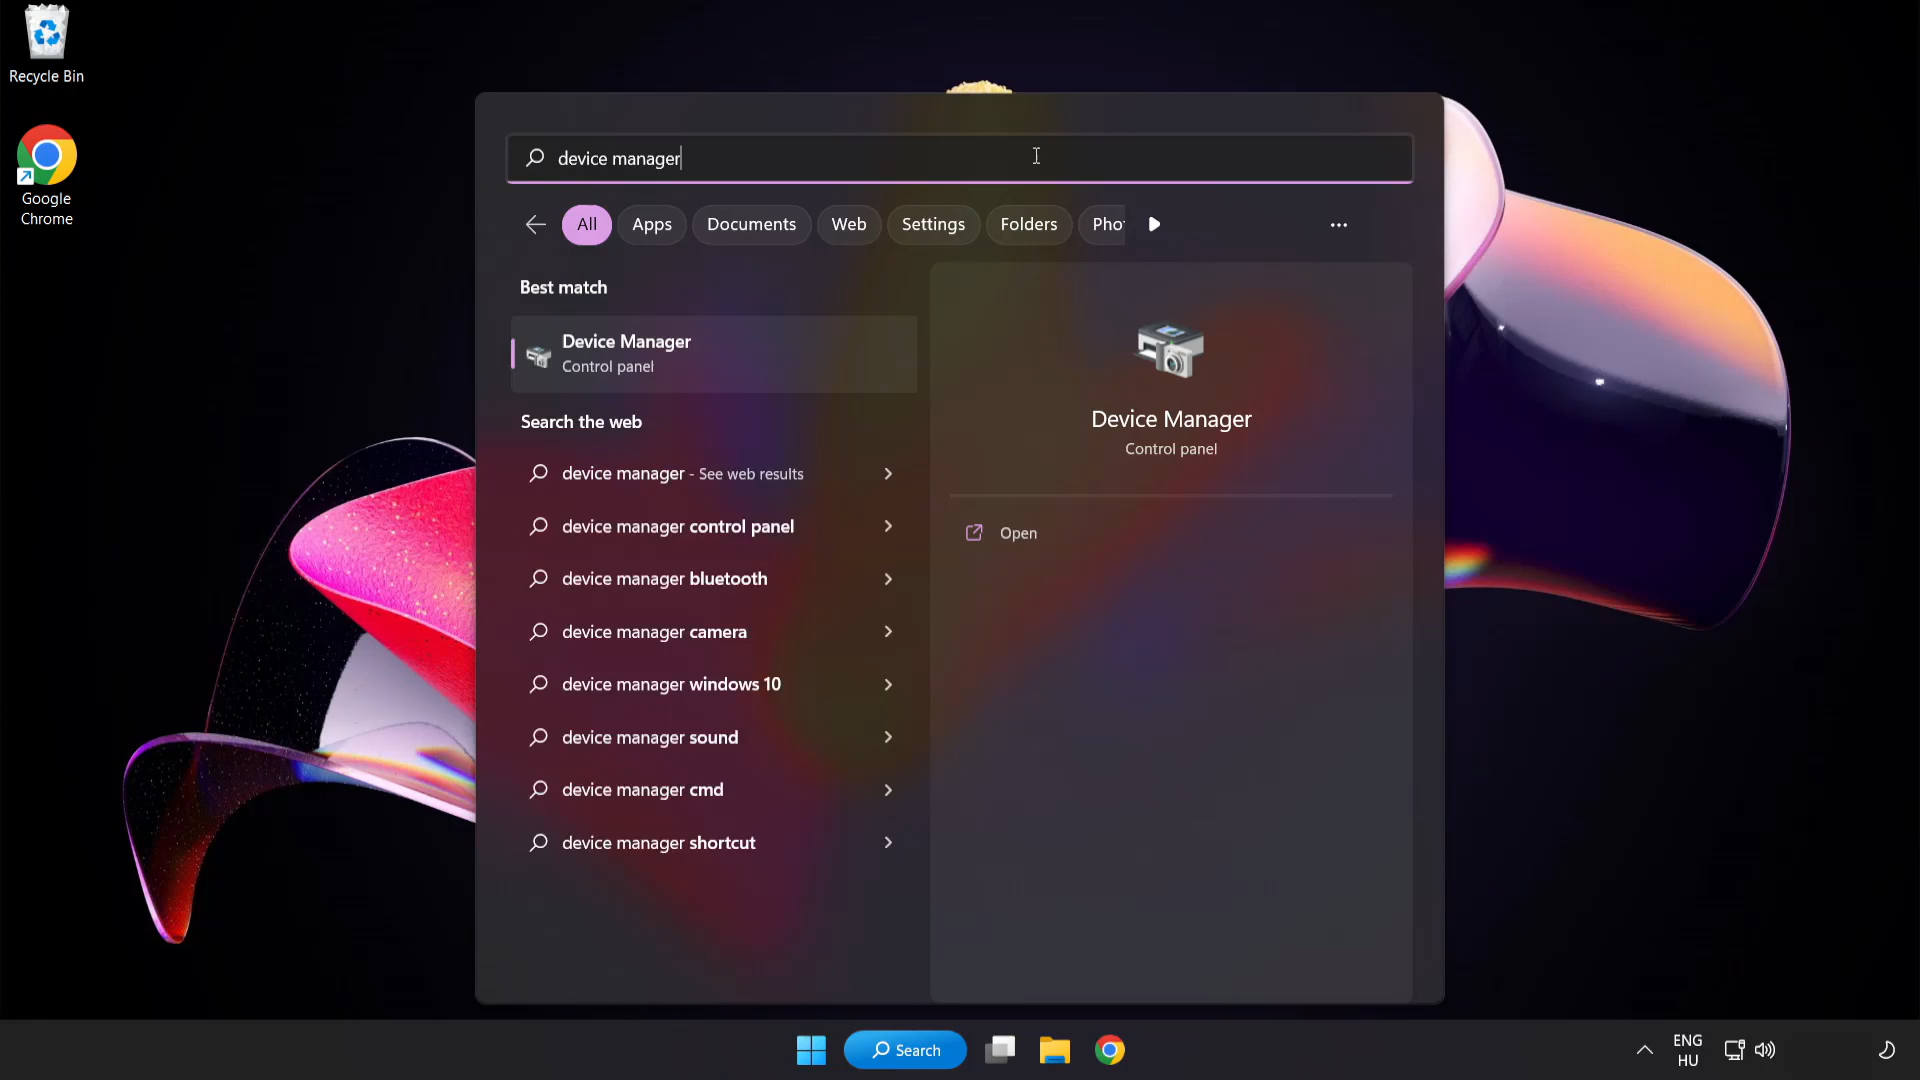 Recycle Bin
Google
Chrome
device manager
All
Apps
Documents
Web
Settings
Folders
Pho
Best match
Device Manager
Control panel
Search the web
device manager - See web results
device manager control panel
device manager bluetooth
device manager camera
device manager windows 10
device manager sound
device manager cmd
device manager shortcut
Device Manager
Control panel
Open
Search
ENG
HU